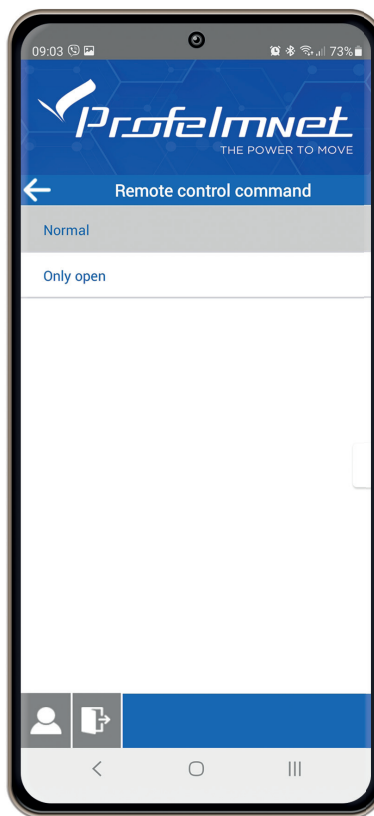 09:03
73%
Profelmnet
THE POWER TO MOVE
Remote control command
Normal
Only open